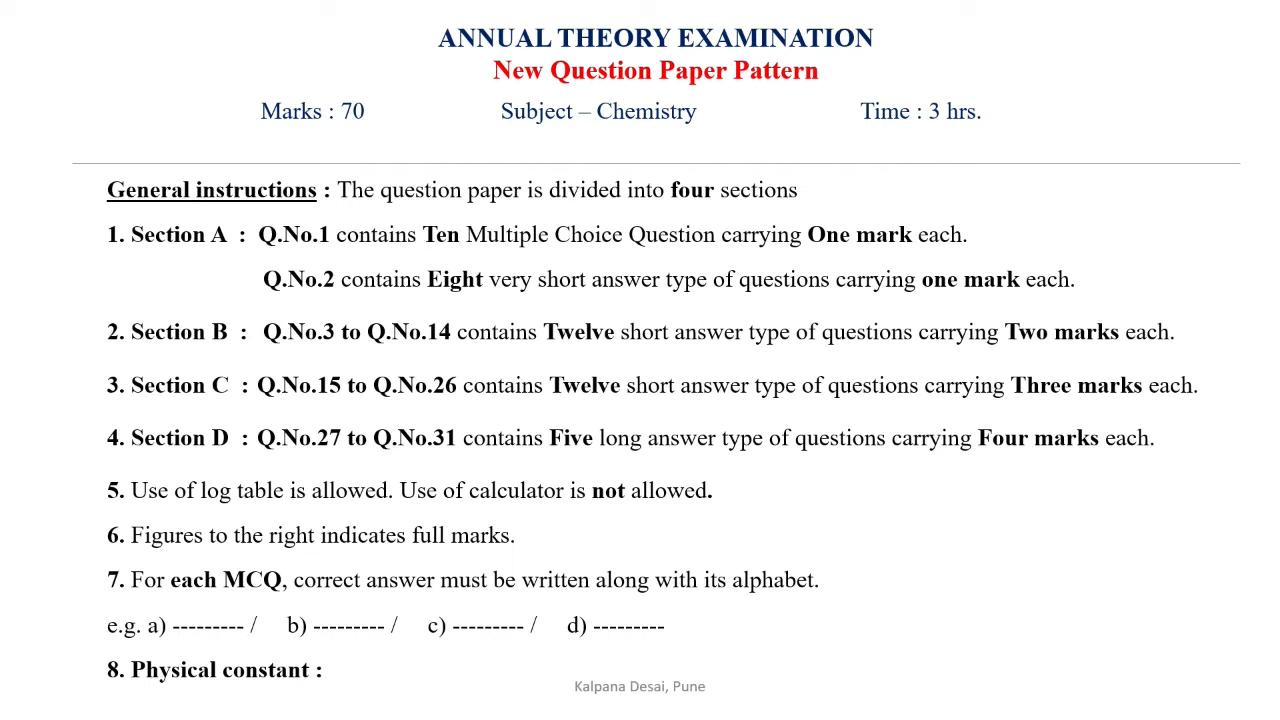 ANNUAL THEORY EXAMINATION
New Question Paper Pattern
Marks : 70 Subject – Chemistry Time : 3 hrs.
General instructions : The question paper is divided into four sections
1. Section A : Q.No.1 contains Ten Multiple Choice Question carrying One mark each.
Q.No.2 contains Eight very short answer type of questions carrying one mark each.
2. Section B : Q.No.3 to Q.No.14 contains Twelve short answer type of questions carrying Two marks each.
3. Section C : Q.No.15 to Q.No.26 contains Twelve short answer type of questions carrying Three marks each.
4. Section D : Q.No.27 to Q.No.31 contains Five long answer type of questions carrying Four marks each.
5. Use of log table is allowed. Use of calculator is not allowed.
6. Figures to the right indicates full marks.
7. For each MCQ, correct answer must be written along with its alphabet.
e.g. a) --------- / b) --------- / c) --------- / d) ---------
8. Physical constant :
Kalpana Desai, Pune